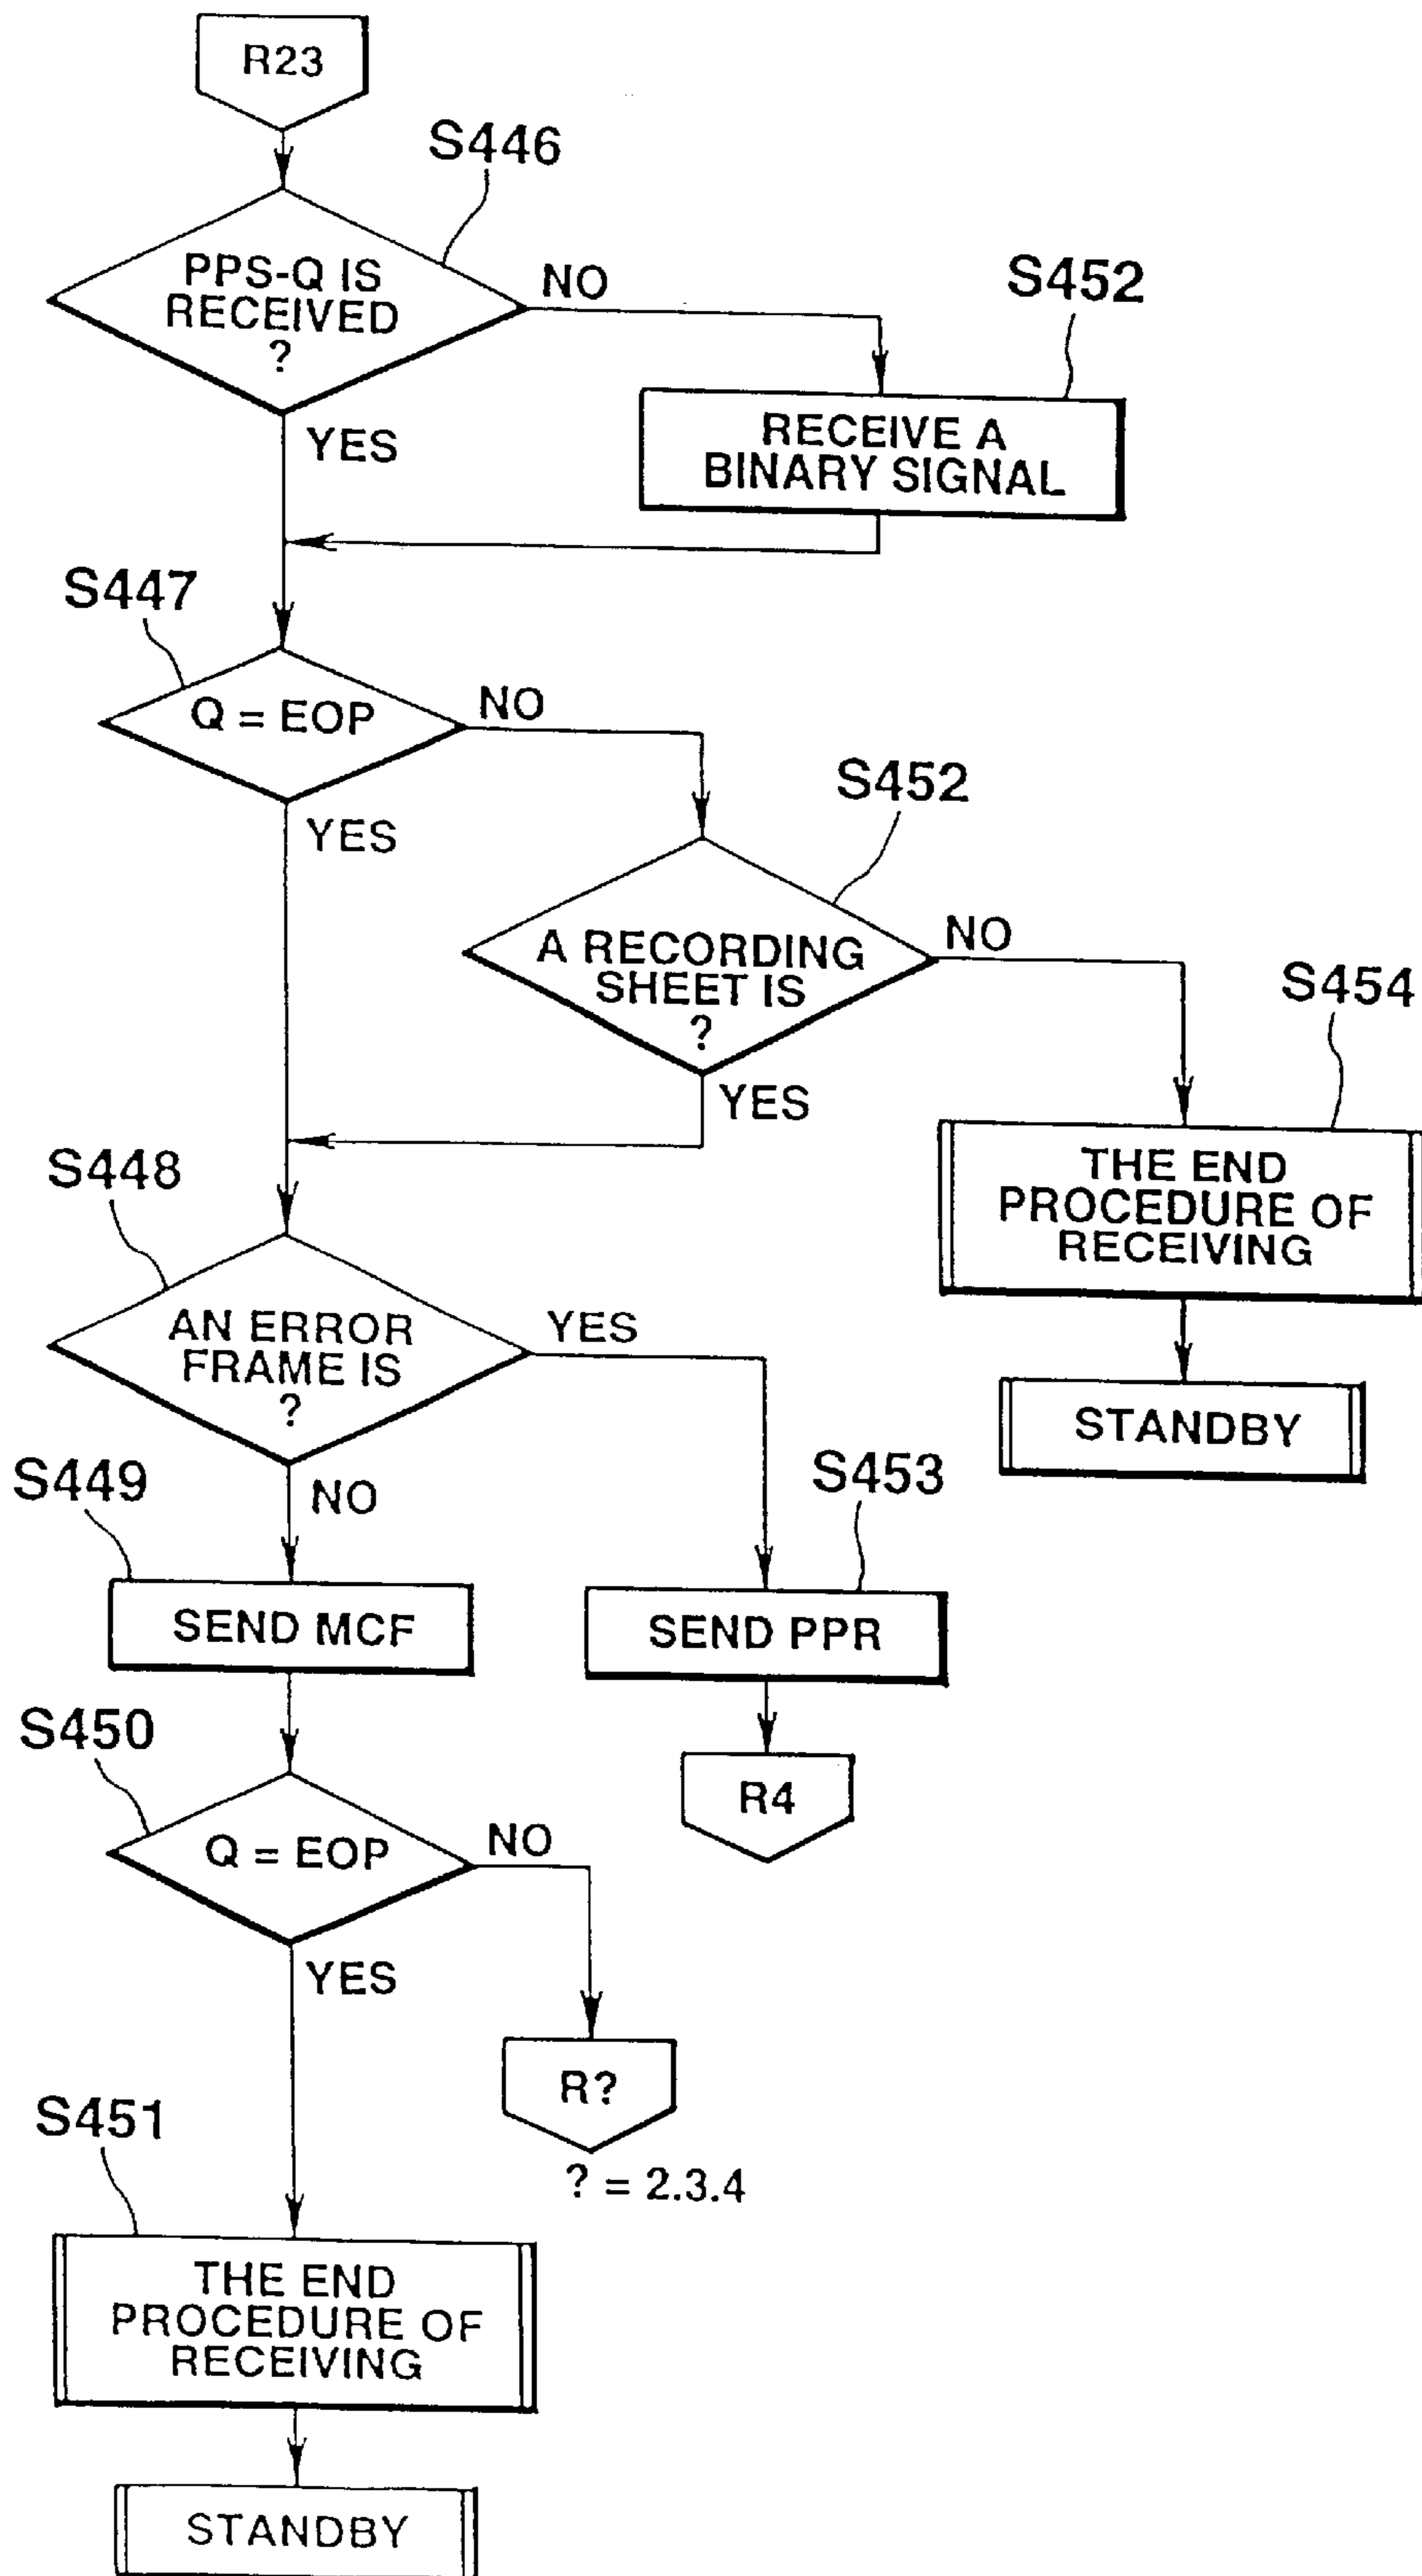 R23
S446
PPS-Q IS
RECEIVED
?
NO
S452
RECEIVE A
BINARY SIGNAL
YES
S447
Q = EOP
NO
S452
YES
A RECORDING
SHEET IS
?
NO
S454
YES
THE END
PROCEDURE OF
RECEIVING
S448
AN ERROR
FRAME IS
?
YES
STANDBY
S449
NO
S453
SEND MCF
SEND PPR
S450
R4
Q = EOP
NO
YES
R?
? = 2.3.4
S451
THE END
PROCEDURE OF
RECEIVING
STANDBY